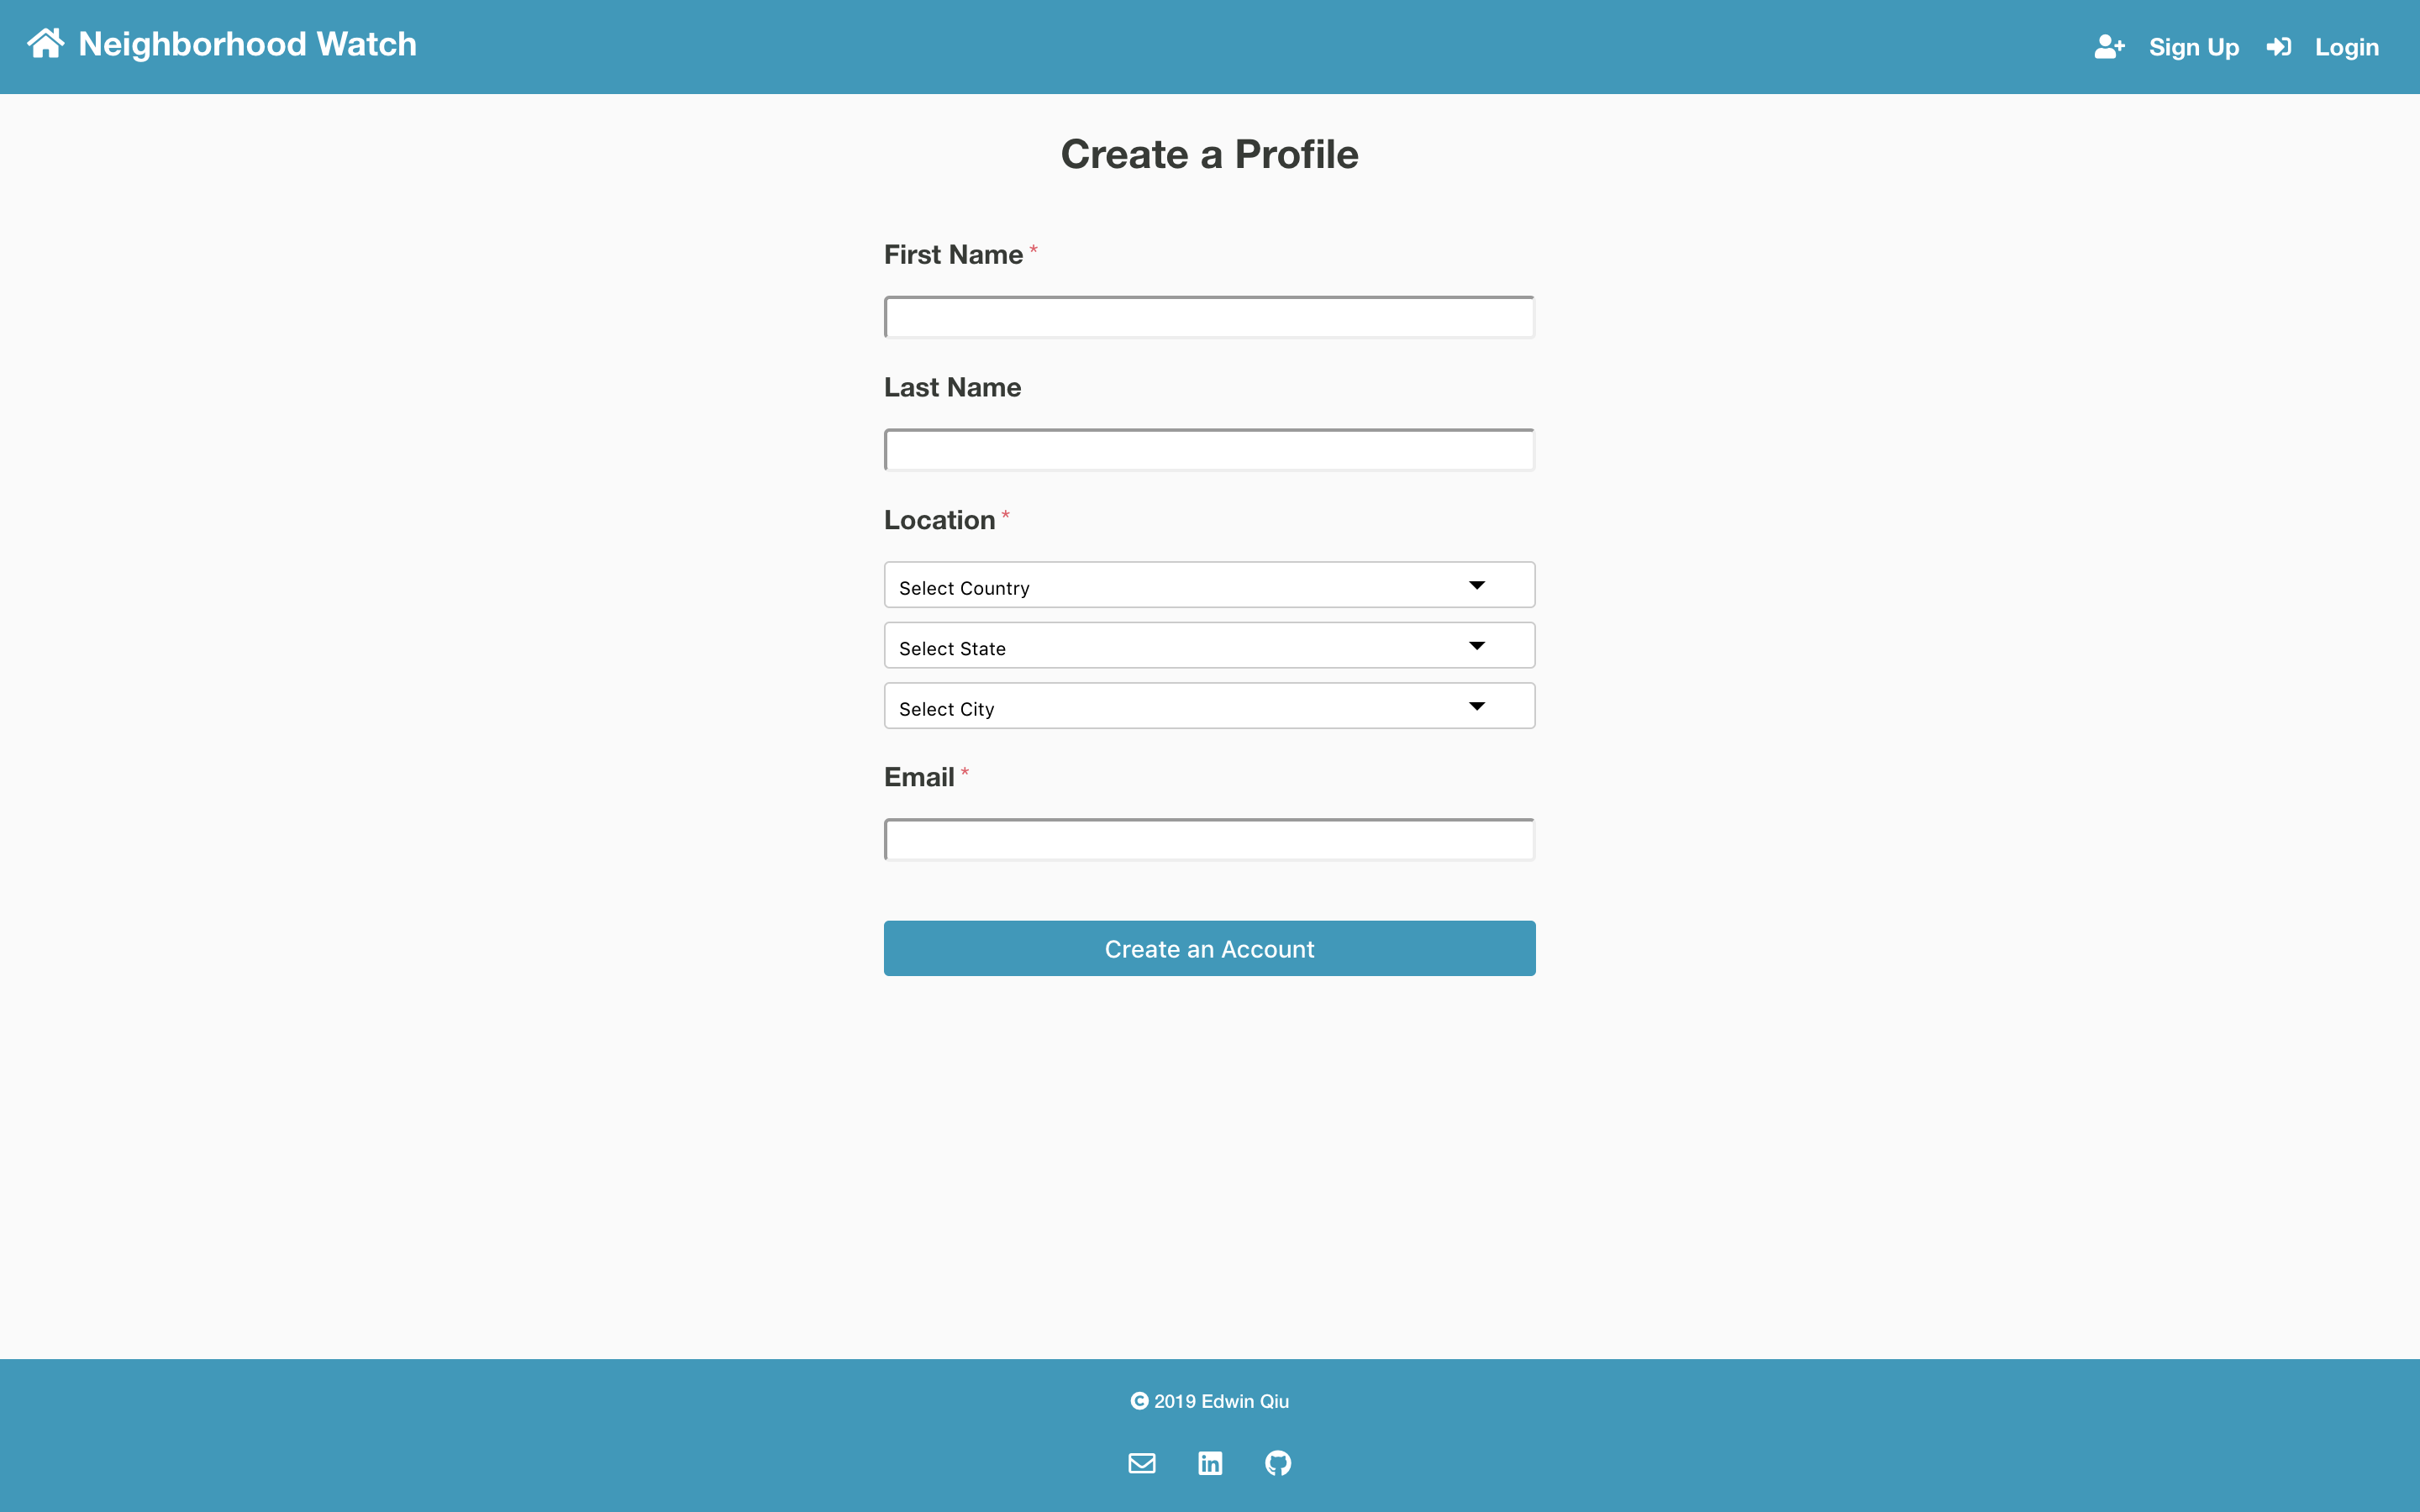 Neighborhood Watch
Sign Up
Login
Create a Profile
First Name *
Last Name
Location *
Select Country
Select State
Select City
Email *
Create an Account
© 2019 Edwin Qiu